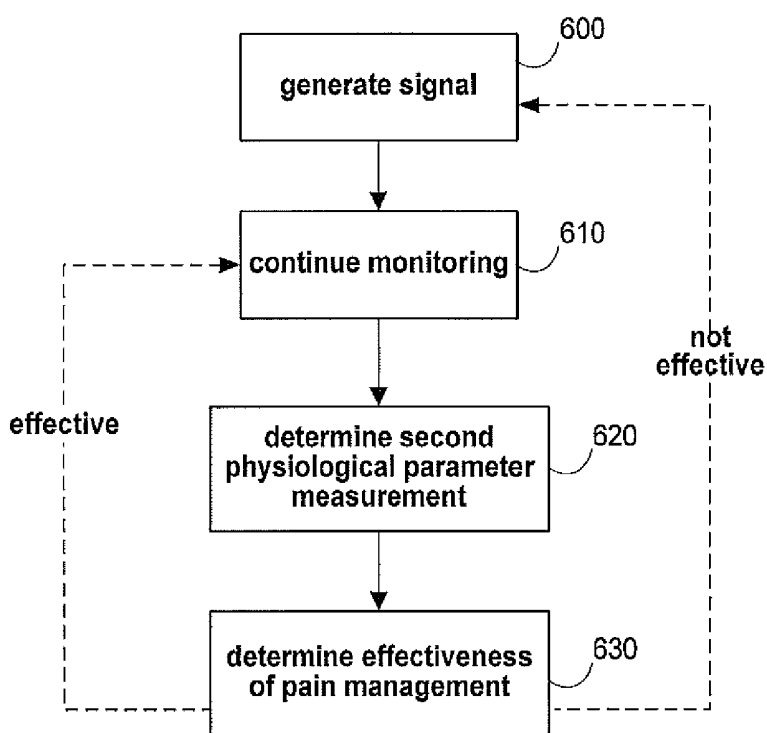 600
generate signal
610
continue monitoring
not
effective
effective
620
determine second
physiological parameter
measurement
630
determine effectiveness
of pain management